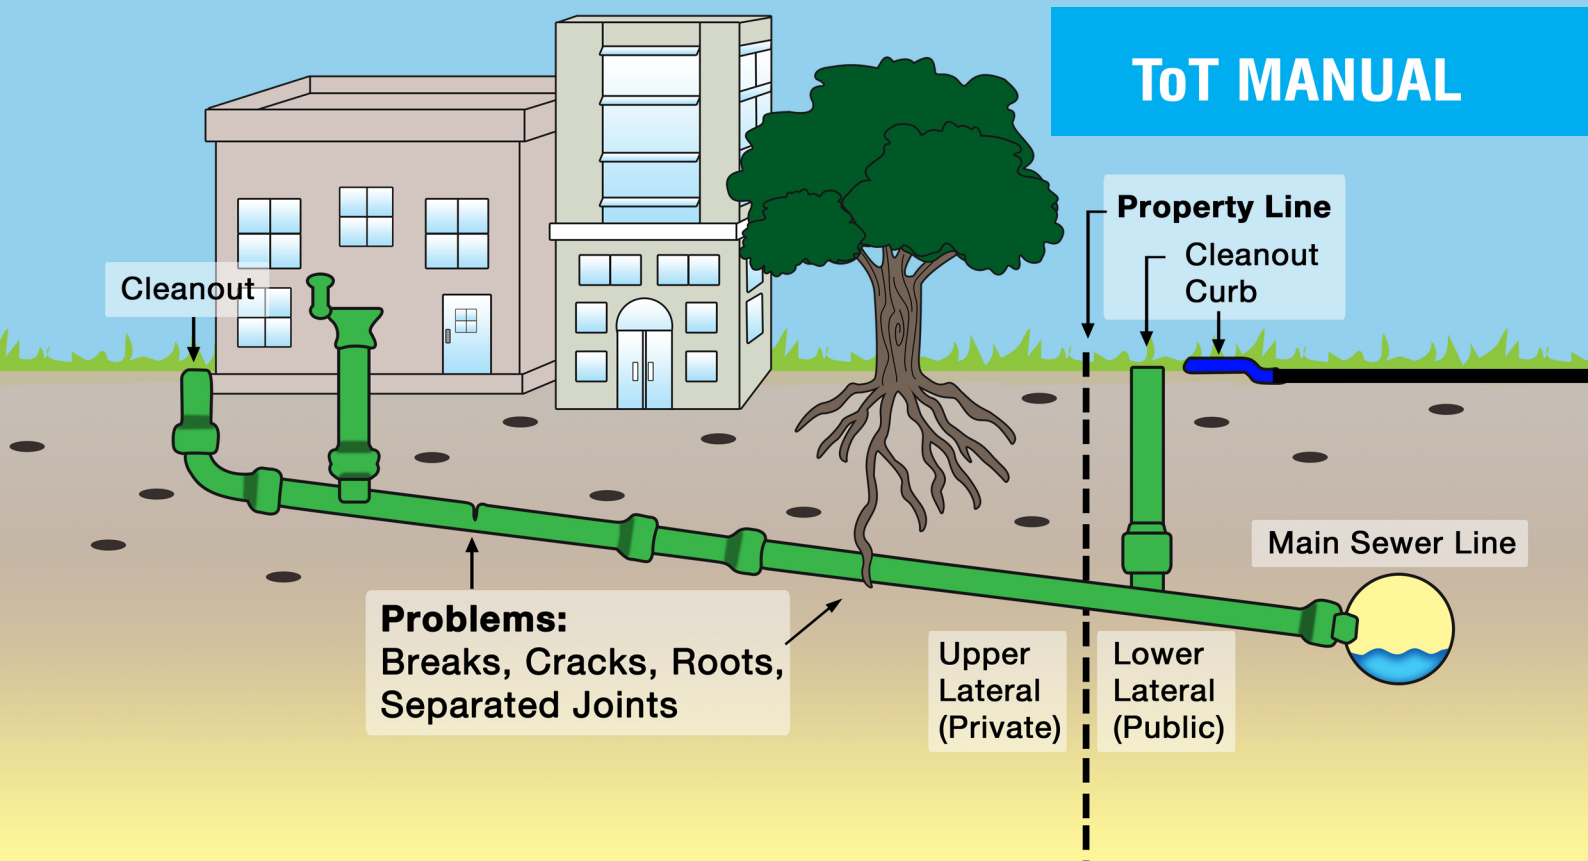 ToT MANUAL
Property Line
Cleanout
Curb
Cleanout
Main Sewer Line
Problems:
Breaks, Cracks, Roots,
Separated Joints
Upper
Lateral
(Private)
Lower
Lateral
(Public)